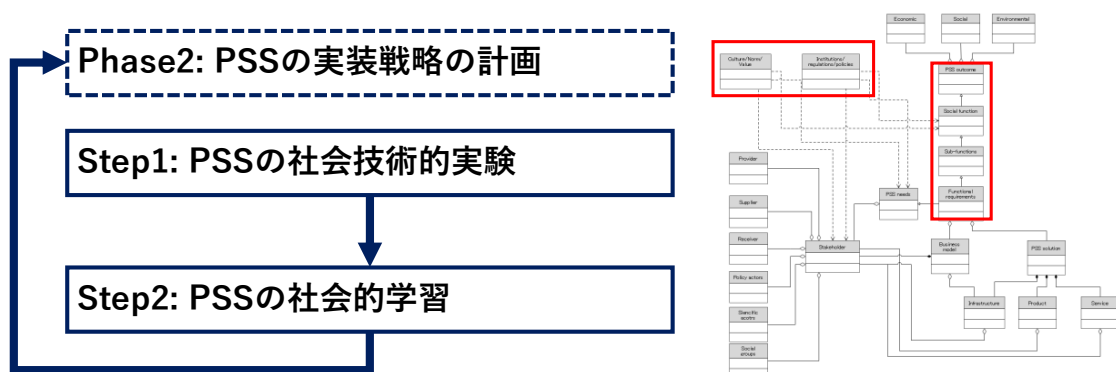 Phase2: PSSの実装戦略の計画
Step1: PSSの社会技術的実験
Step2: PSSの社会的学習
Economic
Social
Environmental
Culture/Norms/
Value
Institutions/
regulations/policies
PSS outcome
Social function
Sub-functions
Functional
requirements
PSS needs
Provider
Supplier
Receiver
Policy actors
Scientific
actors
Social
groups
Stakeholder
Business
model
PSS solution
Infrastructure
Product
Service